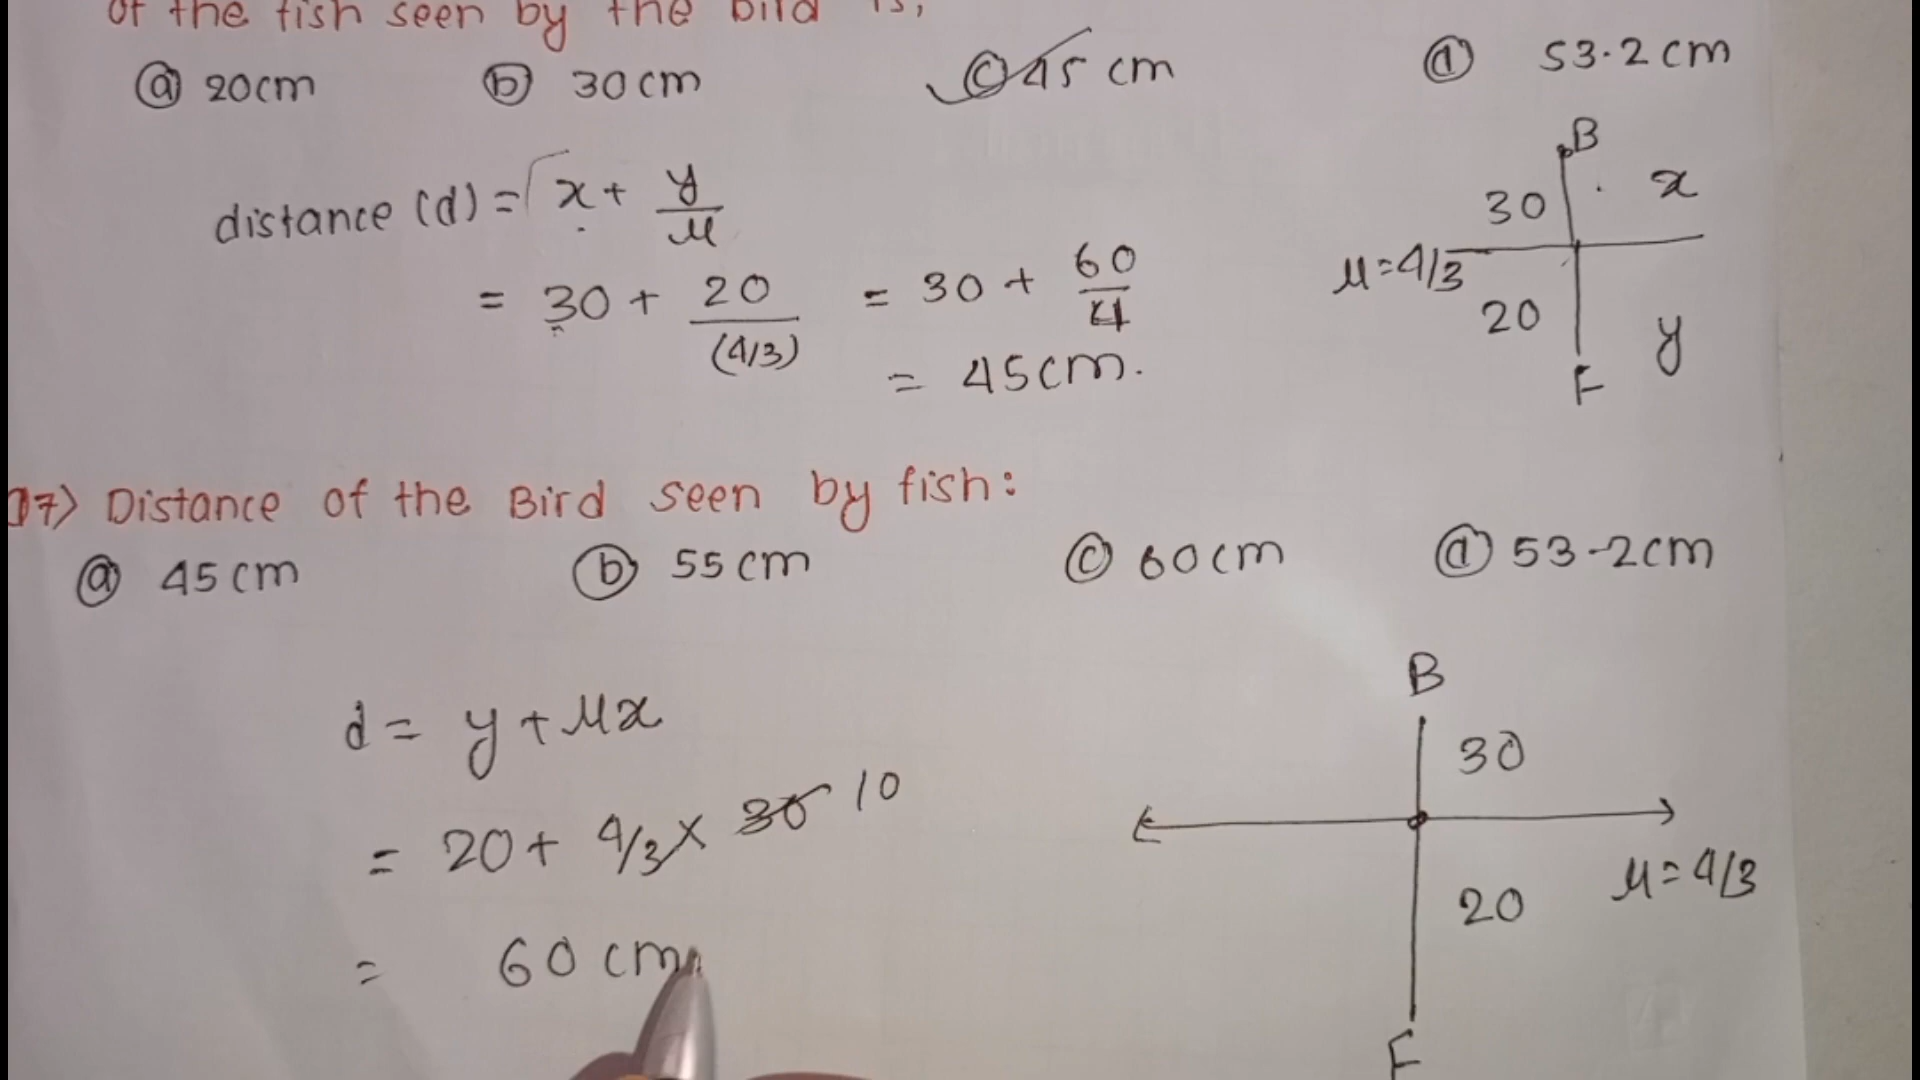 of the fish seen by the bird is,
ⓐ 20cm ⓑ 30cm ⓒ 45 cm ⓓ 53.2cm
distance (d) = x + y/μ
= 30 + 20/(4/3) = 30 + 60/4
= 45cm.
B
30 x
μ=4/3
20 y
F
17) Distance of the Bird seen by fish:
ⓐ 45cm ⓑ 55cm ⓒ 60cm ⓓ 53-2cm
d = y + μx
= 20 + 4/3 × 30 10
= 60 cm
B
30
μ=4/3
20
F